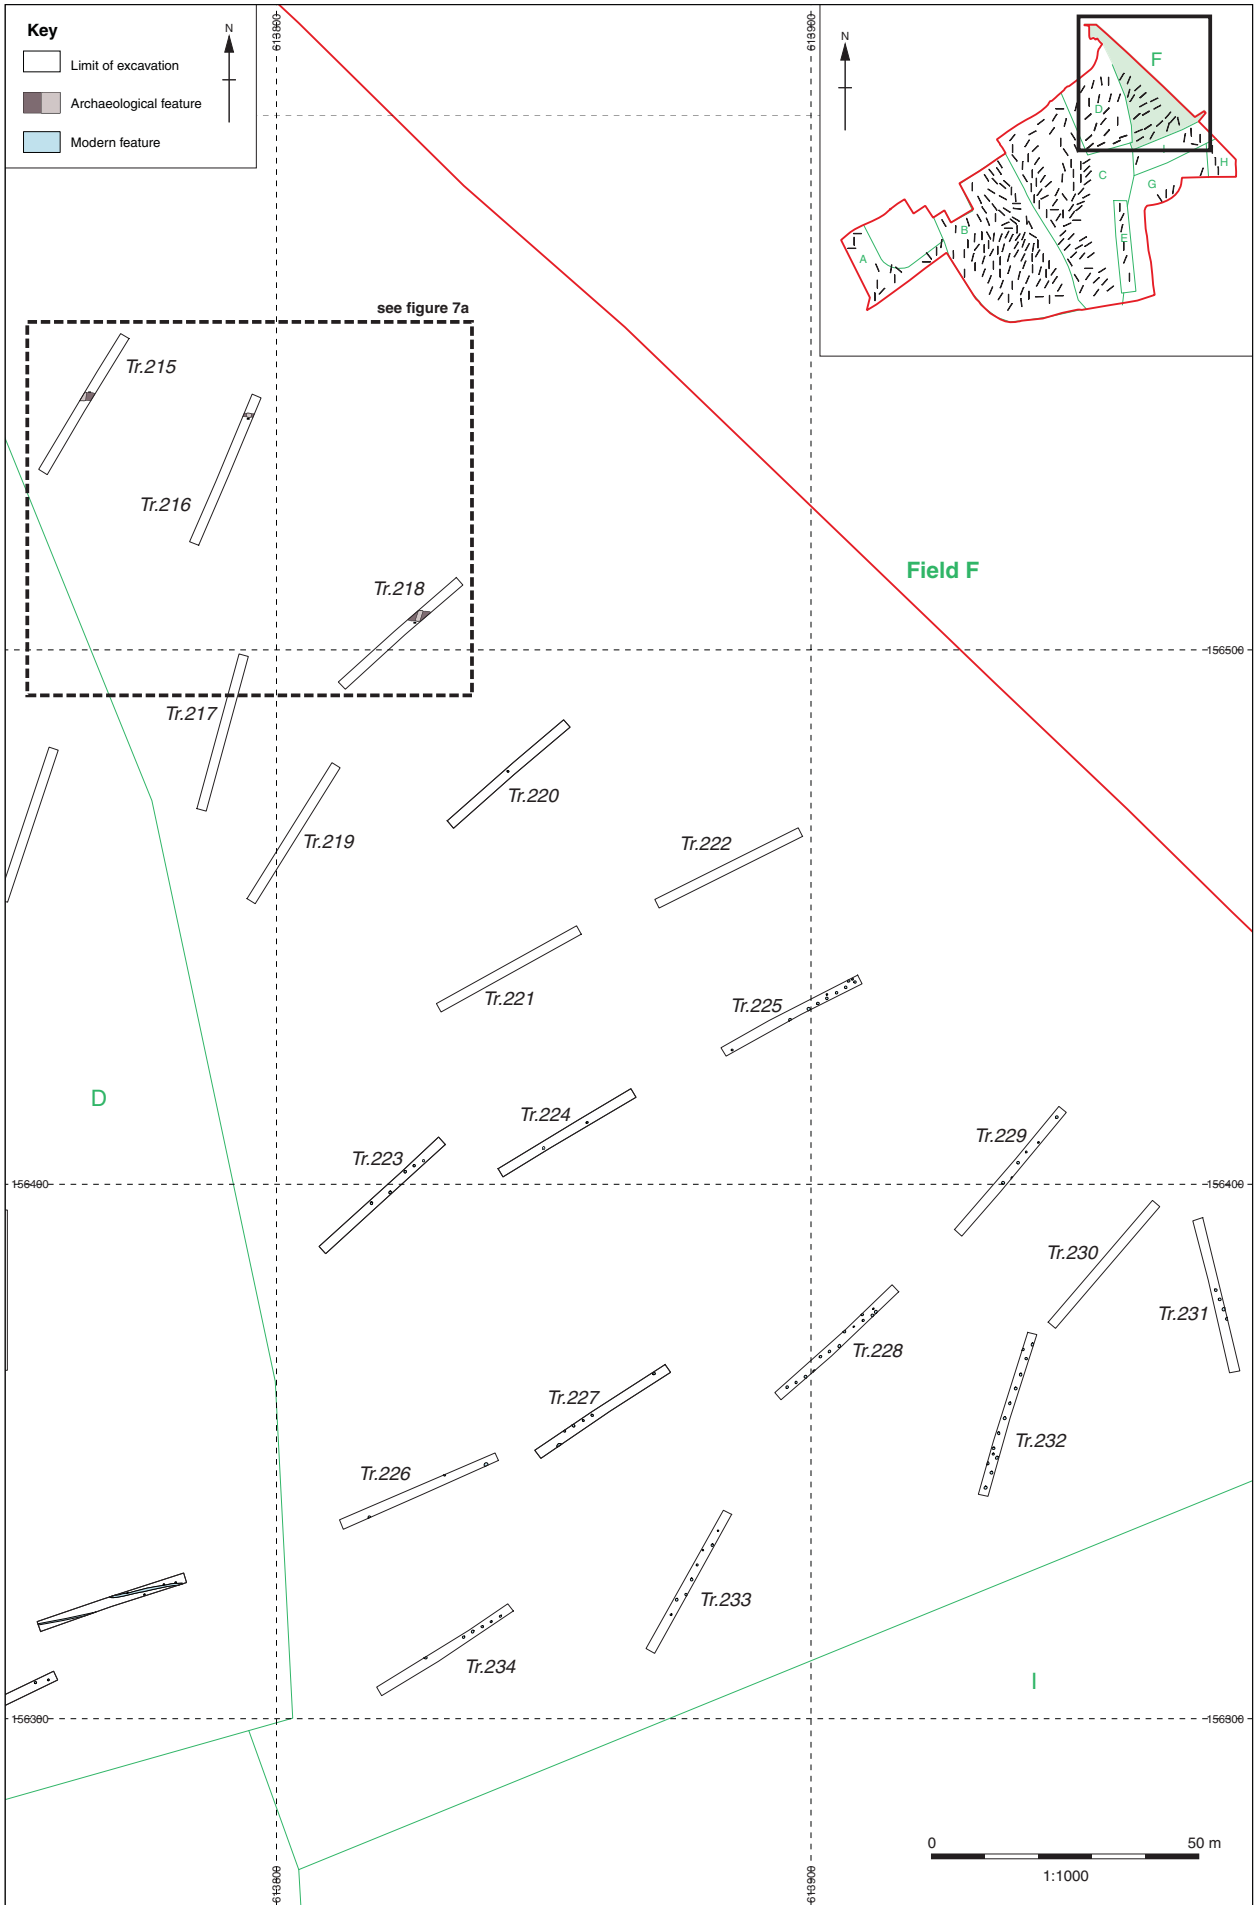 Key
N
Limit of excavation
Archaeological feature
Modern feature
613800
613900
N
F
D
C
H
G
B
E
A
I
see figure 7a
Tr.215
Tr.216
Tr.218
Field F
156500
Tr.217
Tr.220
Tr.219
Tr.222
Tr.221
Tr.225
D
Tr.224
Tr.229
Tr.223
156400
156400
Tr.230
Tr.231
Tr.228
Tr.227
Tr.232
Tr.226
Tr.233
Tr.234
I
156300
156300
0
50 m
1:1000
613800
613900